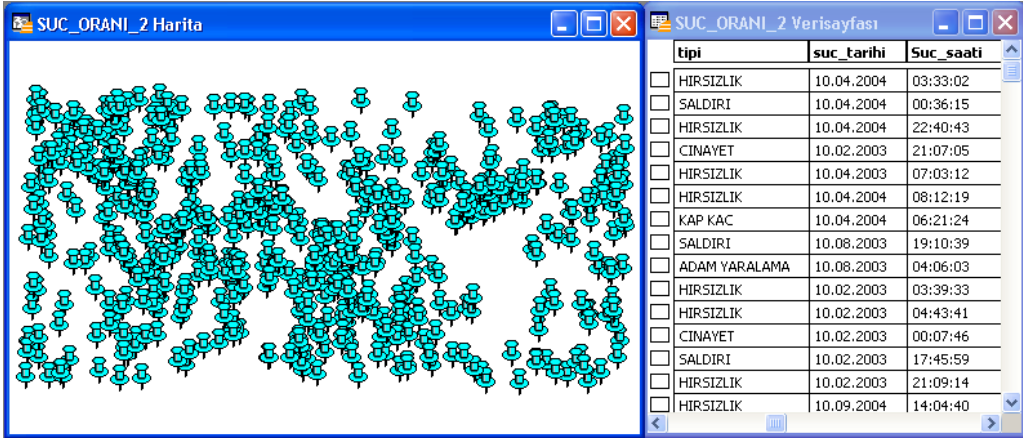 SUC_ORANI_2 Harita
SUC_ORANI_2 Verisayfası
tipi suc_tarihi Suc_saati
HIRSIZLIK 10.04.2004 03:33:02
SALDIRI 10.04.2004 00:36:15
HIRSIZLIK 10.04.2004 22:40:43
CINAYET 10.02.2003 21:07:05
HIRSIZLIK 10.04.2003 07:03:12
HIRSIZLIK 10.04.2004 08:12:19
KAP KAC 10.04.2004 06:21:24
SALDIRI 10.08.2003 19:10:39
ADAM YARALAMA 10.08.2003 04:06:03
HIRSIZLIK 10.02.2003 03:39:33
HIRSIZLIK 10.02.2003 04:43:41
CINAYET 10.02.2003 00:07:46
SALDIRI 10.02.2003 17:45:59
HIRSIZLIK 10.02.2003 21:09:14
HIRSIZLIK 10.09.2004 14:04:40